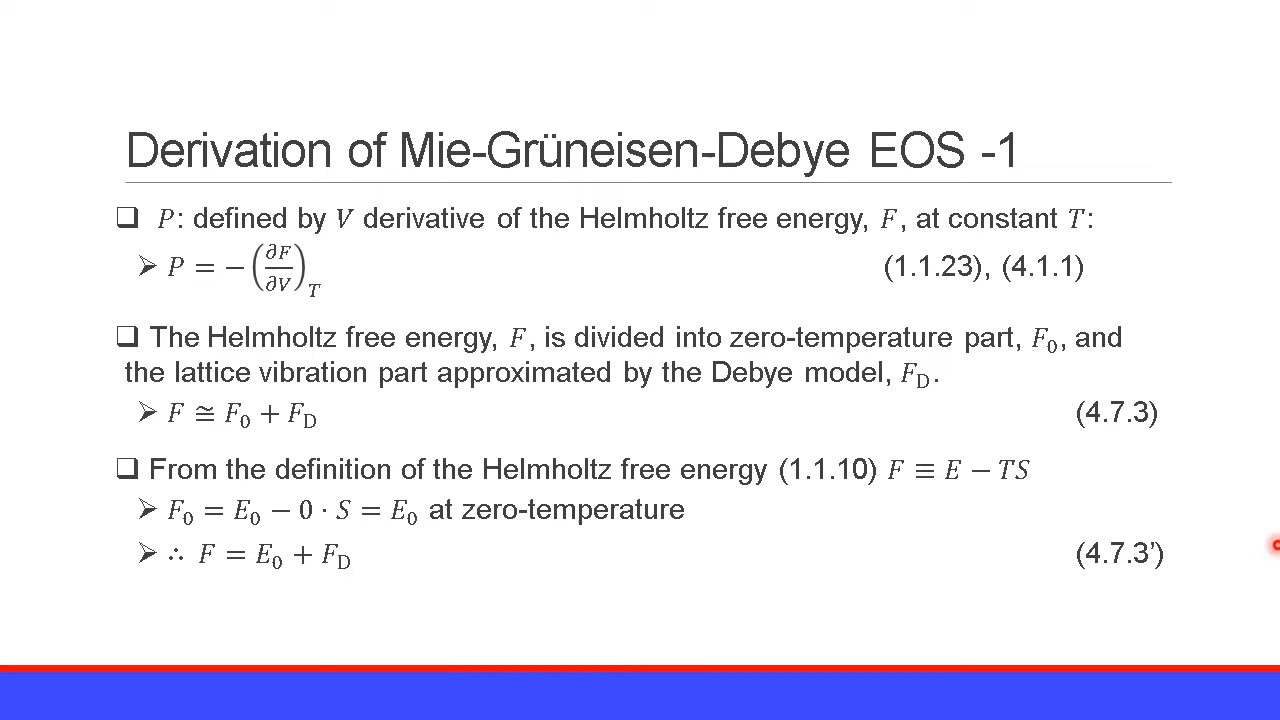 Derivation of Mie-Grüneisen-Debye EOS -1
❑ 𝑃: defined by 𝑉 derivative of the Helmholtz free energy, 𝐹, at constant 𝑇:
➢ 𝑃 = −(∂𝐹/∂𝑉)_𝑇 (1.1.23), (4.1.1)
❑ The Helmholtz free energy, 𝐹, is divided into zero-temperature part, 𝐹₀, and
the lattice vibration part approximated by the Debye model, 𝐹_D.
➢ 𝐹 ≅ 𝐹₀ + 𝐹_D (4.7.3)
❑ From the definition of the Helmholtz free energy (1.1.10) 𝐹 ≡ 𝐸 − 𝑇𝑆
➢ 𝐹₀ = 𝐸₀ − 0 · 𝑆 = 𝐸₀ at zero-temperature
➢ ∴ 𝐹 = 𝐸₀ + 𝐹_D (4.7.3’)